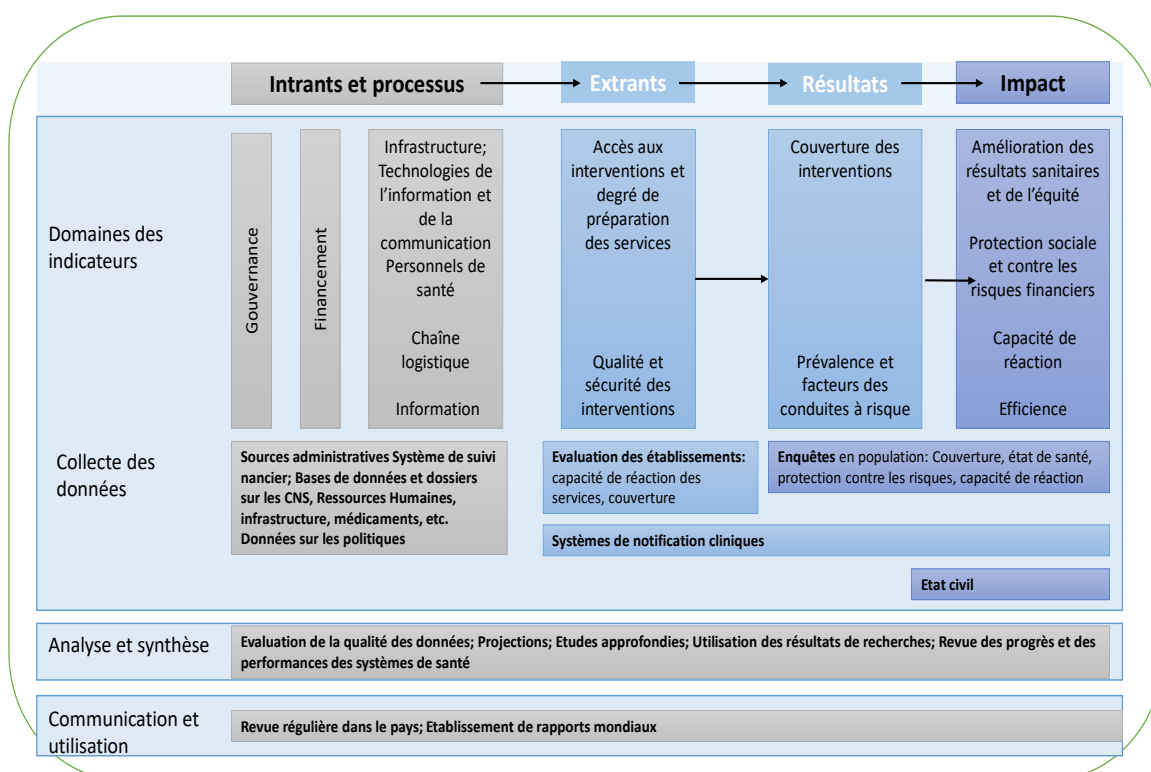 Intrants et processus
Extrants
Résultats
Impact
Domaines des
indicateurs
Gouvernance
Financement
Infrastructure;
Technologies de
l'information et
de la
communication
Personnels de
santé
Chaîne
logistique
Information
Accès aux
interventions et
degré de
préparation
des services
Qualité et
sécurité des
interventions
Couverture des
interventions
Prévalence et
facteurs des
conduites à risque
Amélioration des
résultats sanitaires
et de l'équité
Protection sociale
et contre les
risques financiers
Capacité de
réaction
Efficience
Collecte des
données
Sources administratives Système de suivi
nancier; Bases de données et dossiers
sur les CNS, Ressources Humaines,
infrastructure, médicaments, etc.
Données sur les politiques
Evaluation des établissements:
capacité de réaction des
services, couverture
Enquêtes en population: Couverture, état de santé,
protection contre les risques, capacité de réaction
Systèmes de notification cliniques
Etat civil
Analyse et synthèse
Evaluation de la qualité des données; Projections; Etudes approfondies; Utilisation des résultats de recherches; Revue des progrès et des
performances des systèmes de santé
Communication et
utilisation
Revue régulière dans le pays; Etablissement de rapports mondiaux